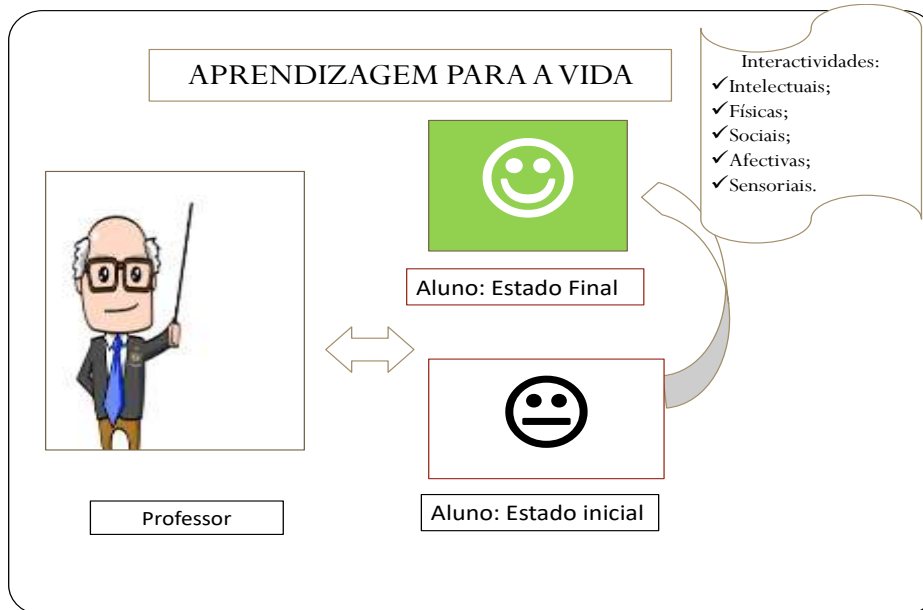 APRENDIZAGEM PARA A VIDA
Interactividades:
✓Intelectuais;
✓Físicas;
✓Sociais;
✓Afectivas;
✓Sensoriais.
Aluno: Estado Final
Aluno: Estado inicial
Professor